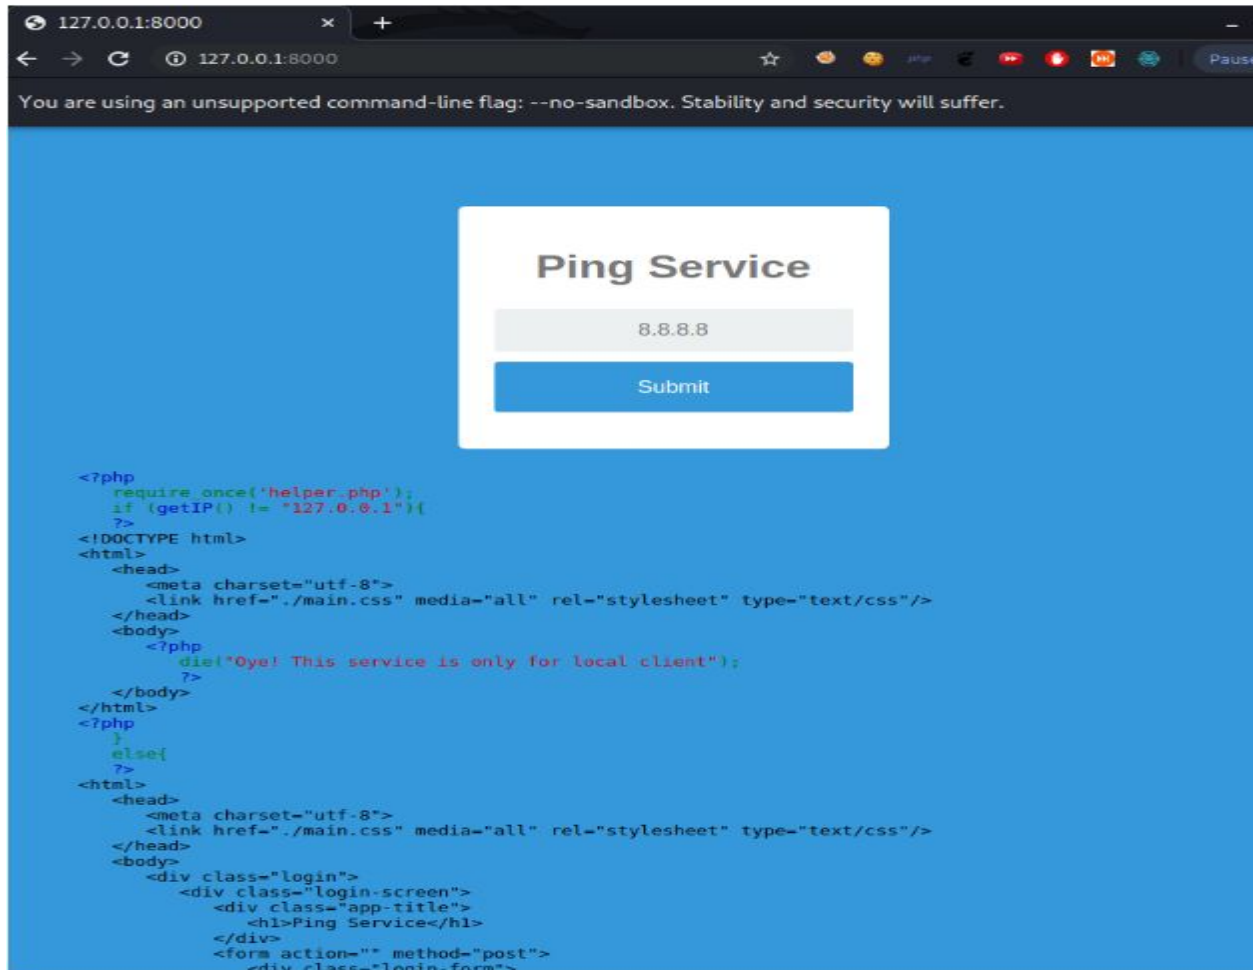 127.0.0.1:8000
127.0.0.1:8000
Pause
You are using an unsupported command-line flag: --no-sandbox. Stability and security will suffer.
Ping Service
8.8.8.8
Submit
<?php
require_once('helper.php');
if (getIP() != "127.0.0.1"){
?>
<!DOCTYPE html>
<html>
<head>
<meta charset="utf-8">
<link href="./main.css" media="all" rel="stylesheet" type="text/css"/>
</head>
<body>
<?php
die("Oye! This service is only for local client");
?>
</body>
</html>
<?php
}
else{
?>
<html>
<head>
<meta charset="utf-8">
<link href="./main.css" media="all" rel="stylesheet" type="text/css"/>
</head>
<body>
<div class="login">
<div class="login-screen">
<div class="app-title">
<h1>Ping Service</h1>
</div>
<form action="" method="post">
<div class="login-form">